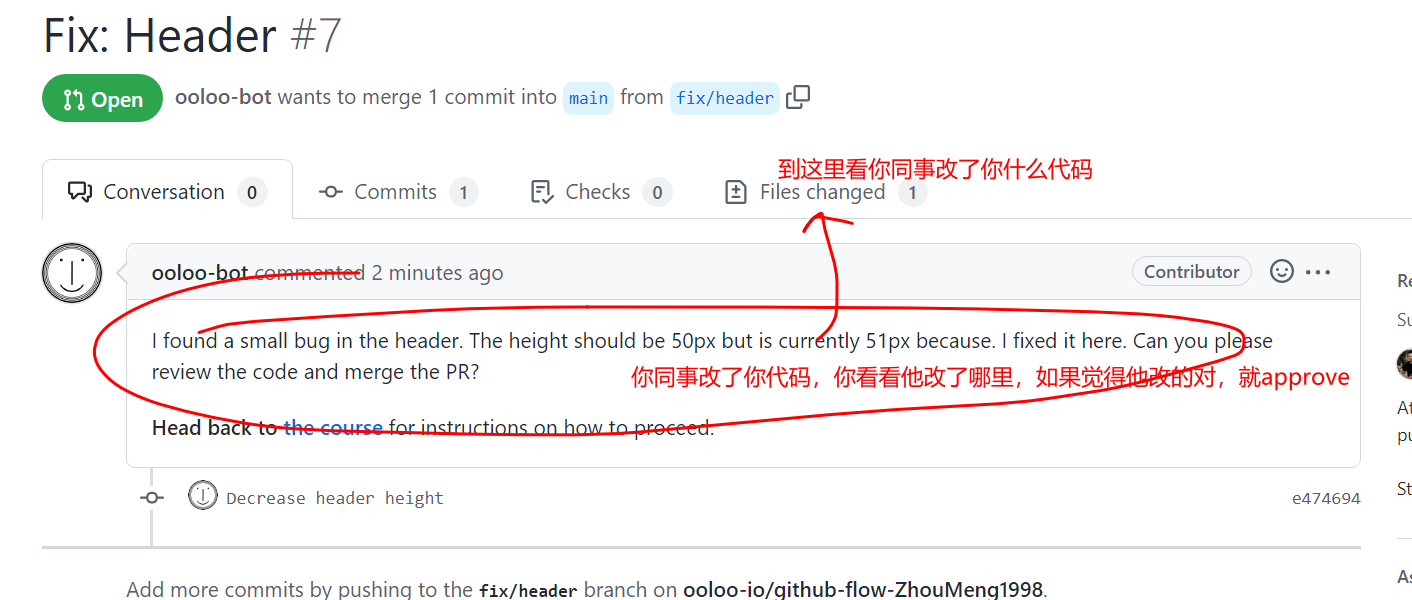 Fix: Header #7
Open ooloo-bot wants to merge 1 commit into main from fix/header
到这里看你同事改了你什么代码
Conversation 0 Commits 1 Checks 0 Files changed 1
ooloo-bot commented 2 minutes ago Contributor
Re
I found a small bug in the header. The height should be 50px but is currently 51px because. I fixed it here. Can you please
Su
review the code and merge the PR?
你同事改了你代码，你看看他改了哪里，如果觉得他改的对，就approve
At
Head back to the course for instructions on how to proceed.
pu
Decrease header height e474694
St
As
Add more commits by pushing to the fix/header branch on ooloo-io/github-flow-ZhouMeng1998.